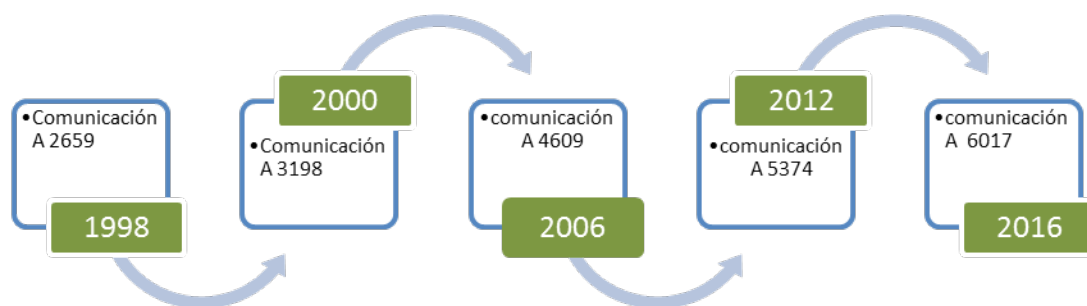 •Comunicación
A 2659
1998
2000
•Comunicación
A 3198
•comunicación
A 4609
2006
2012
•comunicación
A 5374
•comunicación
A 6017
2016